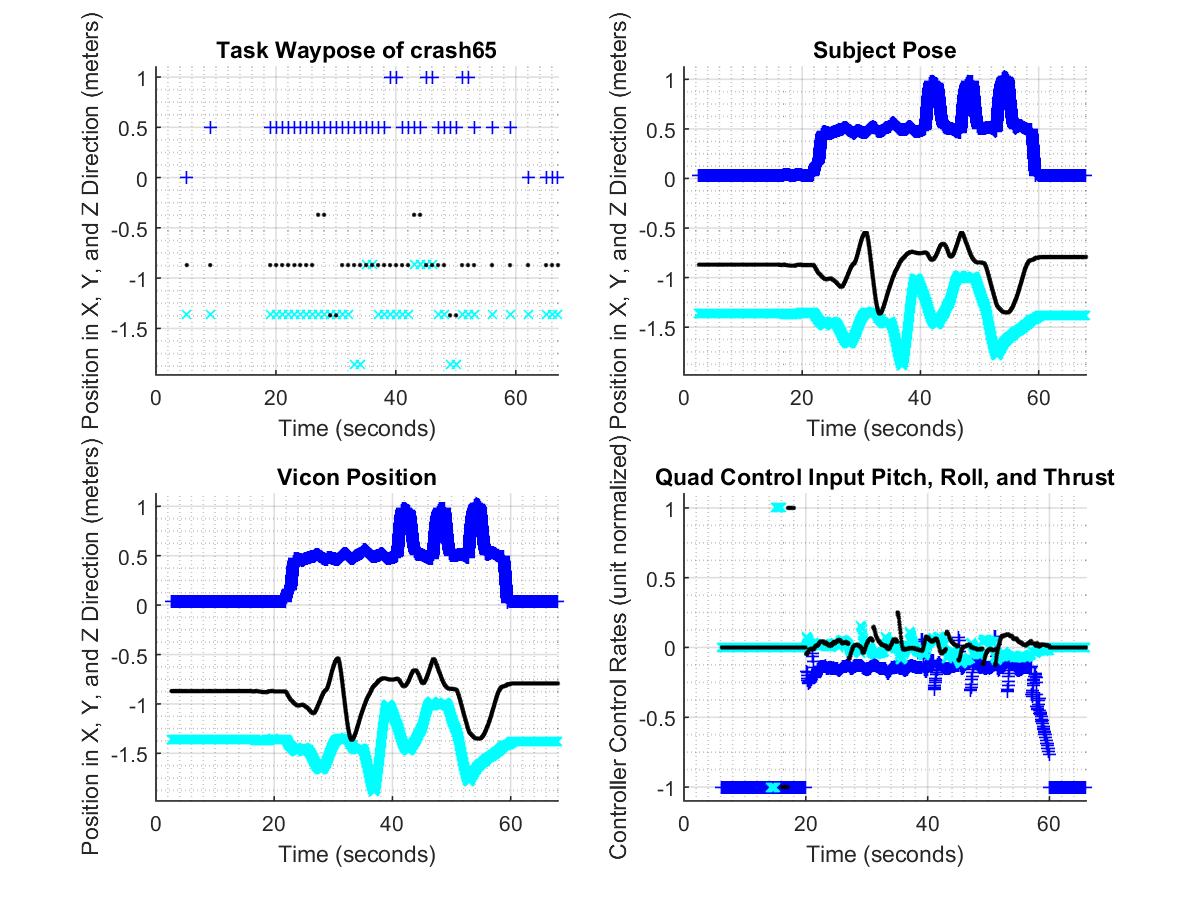 Task Waypose of crash65
Position in X, Y, and Z Direction (meters)
1
0.5
0
-0.5
-1
-1.5
0 20 40 60
Time (seconds)
Subject Pose
Position in X, Y, and Z Direction (meters)
1
0.5
0
-0.5
-1
-1.5
0 20 40 60
Time (seconds)
Vicon Position
Position in X, Y, and Z Direction (meters)
1
0.5
0
-0.5
-1
-1.5
0 20 40 60
Time (seconds)
Quad Control Input Pitch, Roll, and Thrust
Controller Control Rates (unit normalized)
1
0.5
0
-0.5
-1
0 20 40 60
Time (seconds)